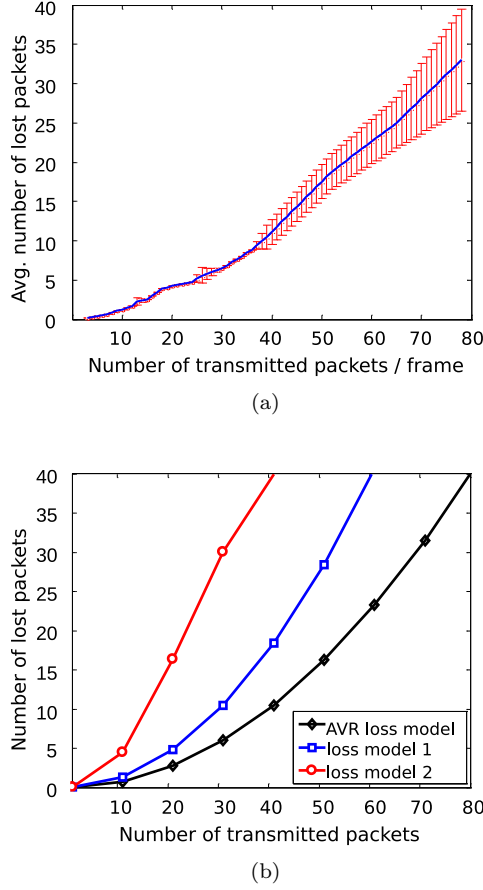 40
35
30
25
20
15
10
5
0
10 20 30 40 50 60 70 80
Avg. number of lost packets
Number of transmitted packets / frame
(a)
40
35
30
25
20
15
10
5
0
10 20 30 40 50 60 70 80
Number of lost packets
AVR loss model
loss model 1
loss model 2
Number of transmitted packets
(b)